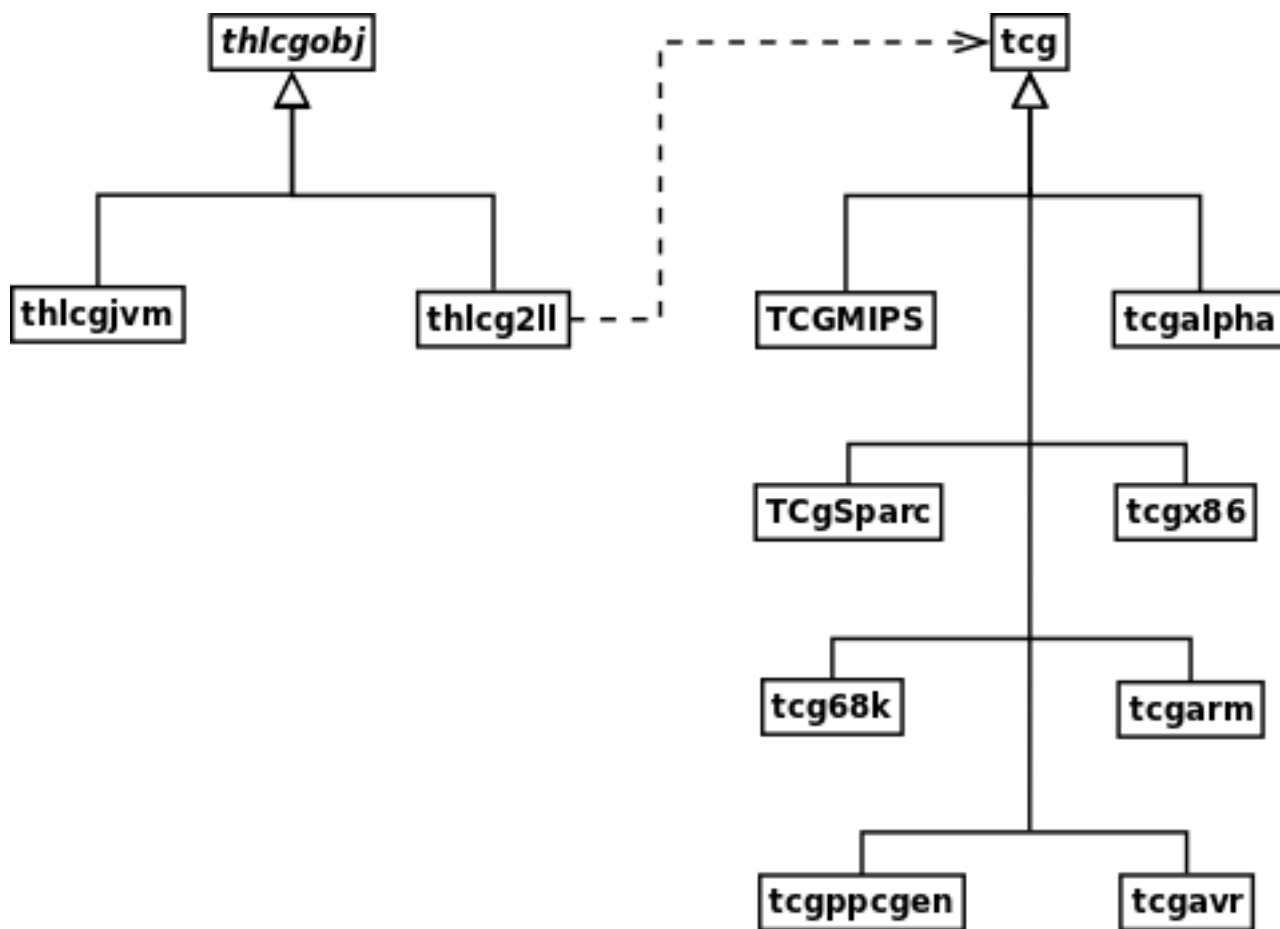 thlcgobj
tcg
thlcgjvm
thlcg2ll
TCGMIPS
tcgalpha
TCgSparc
tcgx86
tcg68k
tcgarm
tcgppcgen
tcgavr